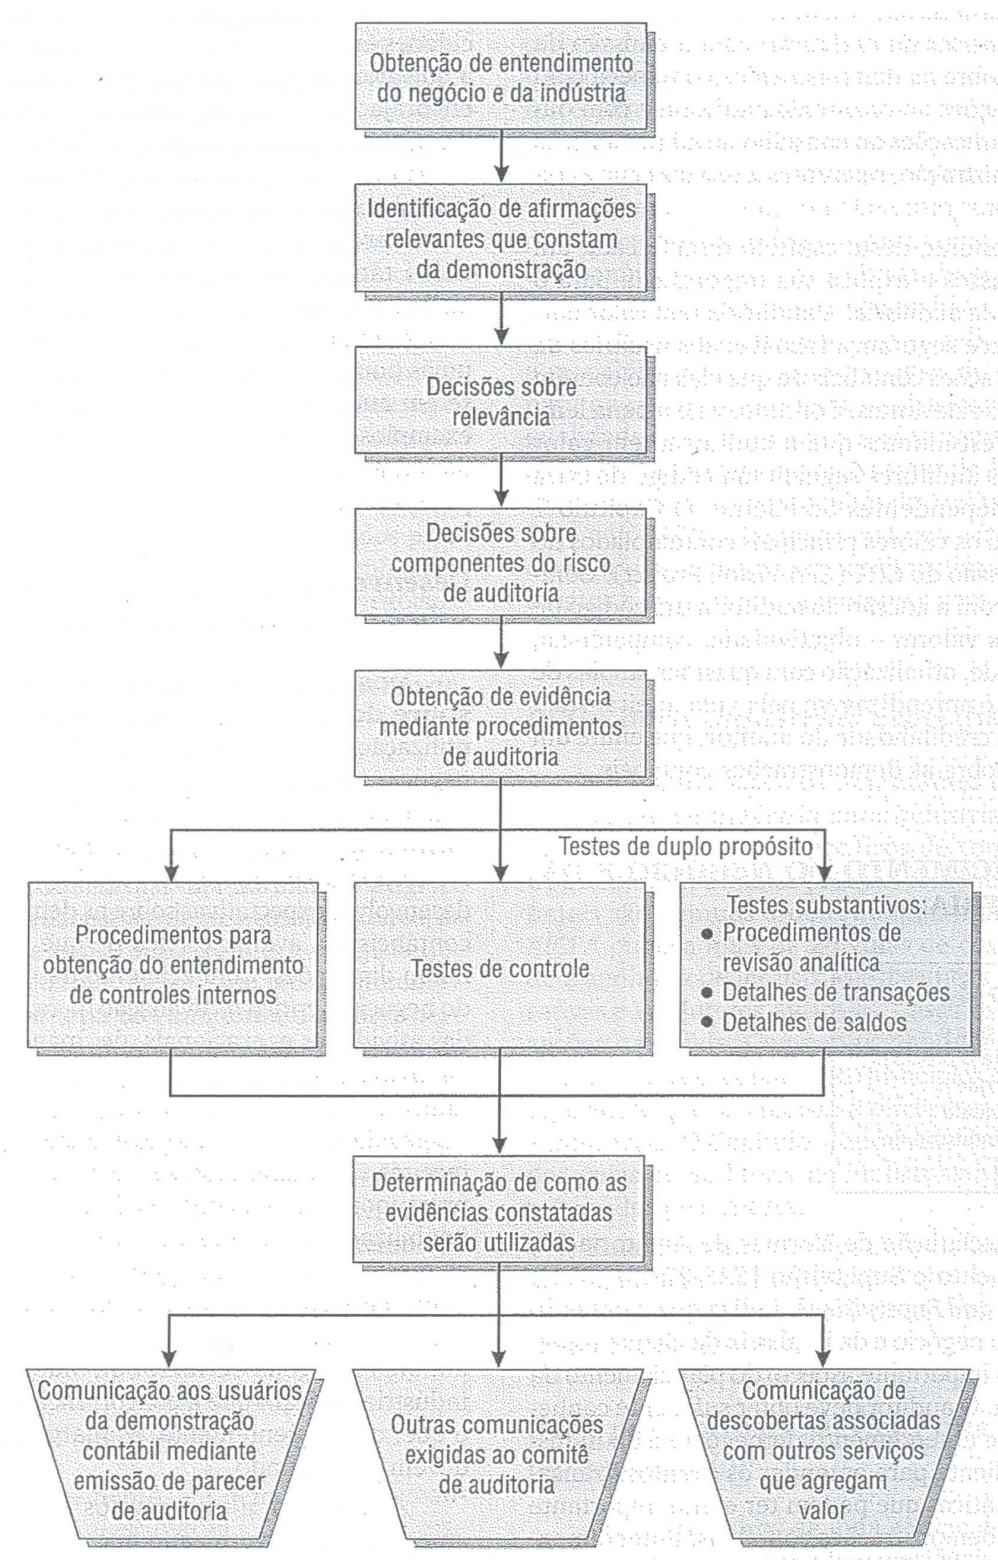 Obtenção de entendimento
do negócio e da indústria
Identificação de afirmações
relevantes que constam
da demonstração
Decisões sobre
relevância
Decisões sobre
componentes do risco
de auditoria
Obtenção de evidência
mediante procedimentos
de auditoria
Testes de duplo propósito
Procedimentos para
obtenção do entendimento
de controles internos
Testes de controle
Testes substantivos:
● Procedimentos de
revisão analítica
● Detalhes de transações
● Detalhes de saldos
Determinação de como as
evidências constatadas
serão utilizadas
Comunicação aos usuários
da demonstração
contábil mediante
emissão de parecer
de auditoria
Outras comunicações
exigidas ao comitê
de auditoria
Comunicação de
descobertas associadas
com outros serviços
que agregam
valor